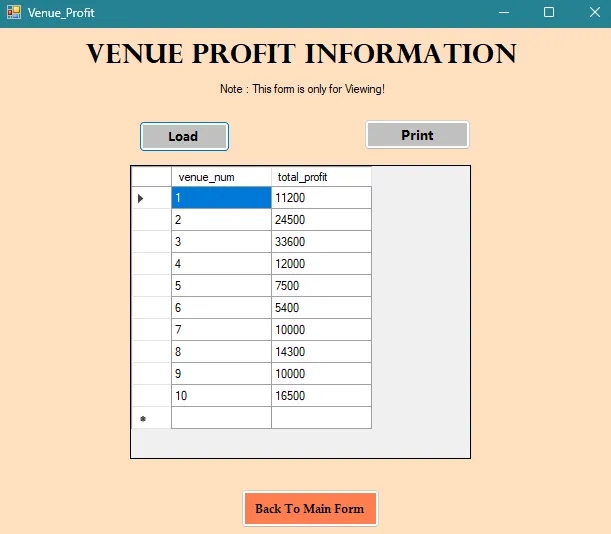 Venue_Profit
VENUE PROFIT INFORMATION
Note : This form is only for Viewing!
Load Print
venue_num total_profit
1 11200
2 24500
3 33600
4 12000
5 7500
6 5400
7 10000
8 14300
9 10000
10 16500
Back To Main Form